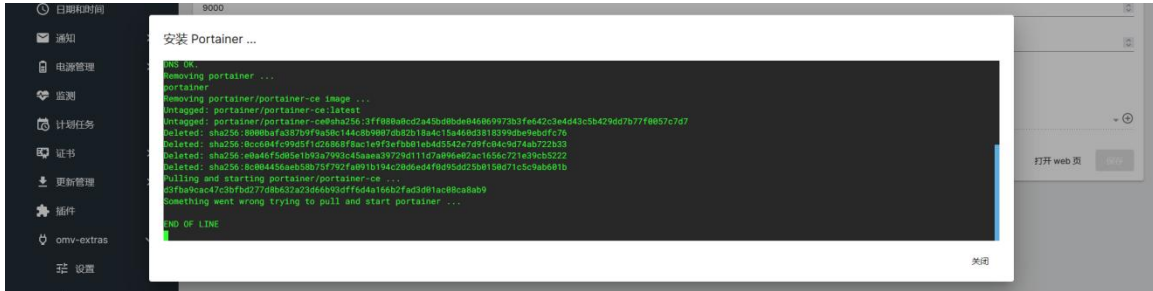 日期和时间
9000
通知
安装 Portainer ...
电源管理
监测
计划任务
证书
更新管理
插件
omv-extras
设置
DNS OK.
Removing portainer ...
portainer
Removing portainer/portainer-ce image ...
Untagged: portainer/portainer-ce:latest
Untagged: portainer/portainer-ce@sha256:3ff080a0cd2a45bd0bde046069973b3fe642c3e4d43c5b429dd7b77f0057c7d7
Deleted: sha256:8000bafa387b9f9a50c144c8b9007db82b18a4c15a460d3818399dbe9ebdfc76
Deleted: sha256:0cc604fc99d5f1d26868f8ac1e9f3efbb01eb4d5542e7d9fc04c9d74ab722b33
Deleted: sha256:e0a46f5d05e1b93a7993c45aaea39729d111d7a096e02ac1656c721e39cb5222
Deleted: sha256:8c004456aeb58b75f792fa091b194c20d6ed4f0d95dd25b0150d71c5c9ab601b
Pulling and starting portainer/portainer-ce ...
d3fba9cac47c3bfbd277d8b632a23d66b93dff6d4a166b2fad3d01ac08ca8ab9
Something went wrong trying to pull and start portainer ...
END OF LINE
打开 web 页
保存
关闭